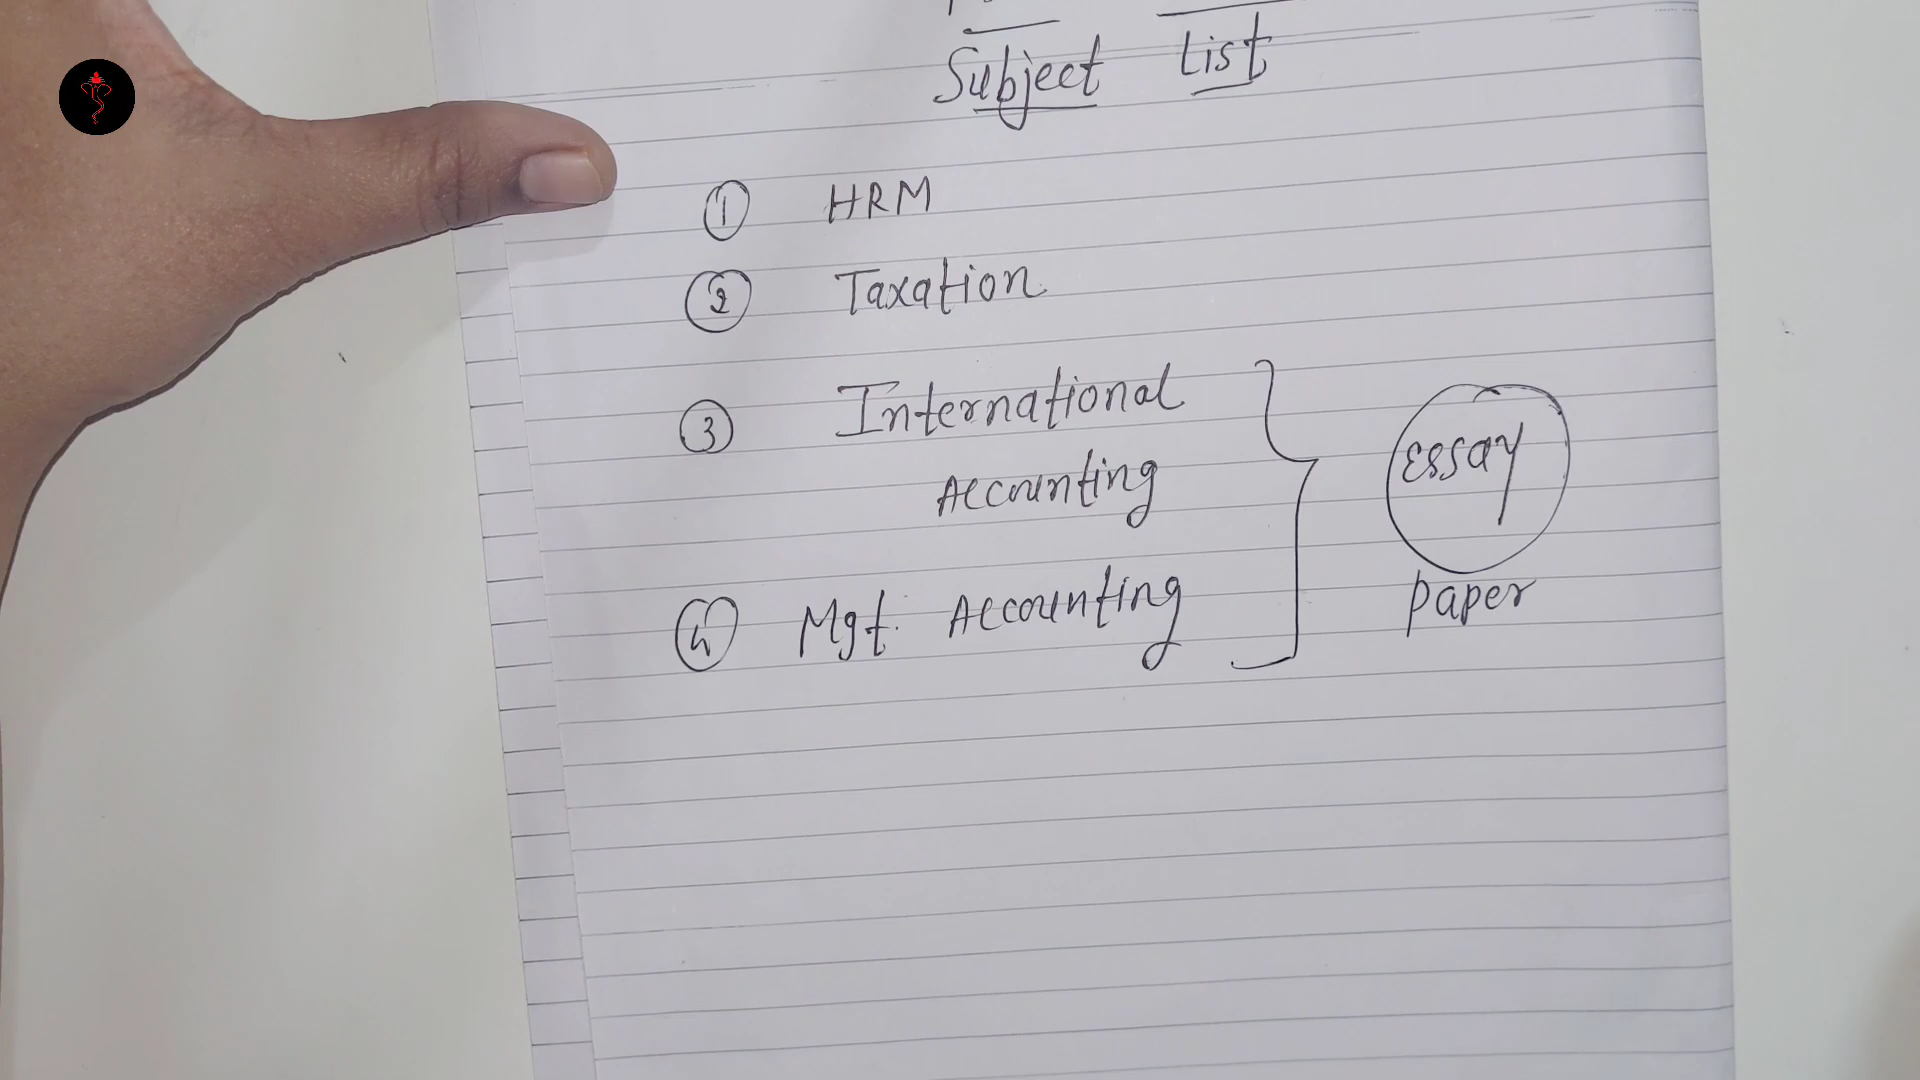 Subject List
① HRM
② Taxation
③ International
Accounting
④ Mgt. Accounting
essay
paper